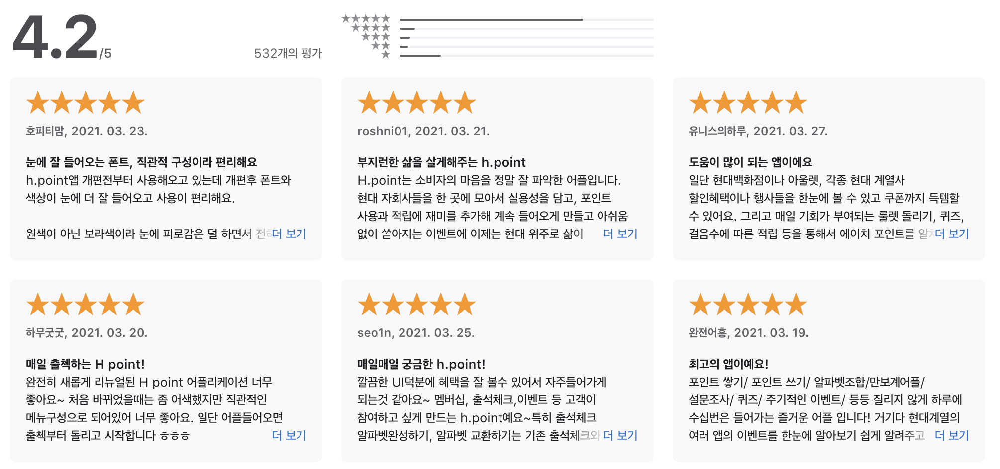 4.2/5
532개의 평가
호피티맘, 2021. 03. 23.
눈에 잘 들어오는 폰트, 직관적 구성이라 편리해요
h.point앱 개편전부터 사용해오고 있는데 개편후 폰트와
색상이 눈에 더 잘 들어오고 사용이 편리해요.
원색이 아닌 보라색이라 눈에 피로감은 덜 하면서 더 보기
roshni01, 2021. 03. 21.
부지런한 삶을 살게해주는 h.point
H.point는 소비자의 마음을 정말 잘 파악한 어플입니다.
현대 자회사들을 한 곳에 모아서 실용성을 담고, 포인트
사용과 적립에 재미를 추가해 계속 들어오게 만들고 아쉬움
없이 쏟아지는 이벤트에 이제는 현대 위주로 삶이 더 보기
유니스의하루, 2021. 03. 27.
도움이 많이 되는 앱이에요
일단 현대백화점이나 아울렛, 각종 현대 계열사
할인혜택이나 행사들을 한눈에 볼 수 있고 쿠폰까지 득템할
수 있어요. 그리고 매일 기회가 부여되는 룰렛 돌리기, 퀴즈,
걸음수에 따른 적립 등을 통해서 에이치 포인트를 더 보기
하무굿굿, 2021. 03. 20.
매일 출첵하는 H point!
완전히 새롭게 리뉴얼된 H point 어플리케이션 너무
좋아요~ 처음 바뀌었을때는 좀 어색했지만 직관적인
메뉴구성으로 되어있어 너무 좋아요. 일단 어플들어오면
출첵부터 돌리고 시작합니다 ㅎㅎㅎ 더 보기
seo1n, 2021. 03. 25.
매일매일 궁금한 h.point!
깔끔한 UI덕분에 혜택을 잘 볼수 있어서 자주들어가게
되는것 같아요~ 멤버십, 출석체크,이벤트 등 고객이
참여하고 싶게 만드는 h.point예요~특히 출석체크
알파벳완성하기, 알파벳 교환하기는 기존 출석체크와 더 보기
완젼어흥, 2021. 03. 19.
최고의 앱이예요!
포인트 쌓기/ 포인트 쓰기/ 알파벳조합/만보계어플/
설문조사/ 퀴즈/ 주기적인 이벤트/ 등등 질리지 않게 하루에
수십번은 들어가는 즐거운 어플 입니다! 거기다 현대계열의
여러 앱의 이벤트를 한눈에 알아보기 쉽게 알려주고 더 보기